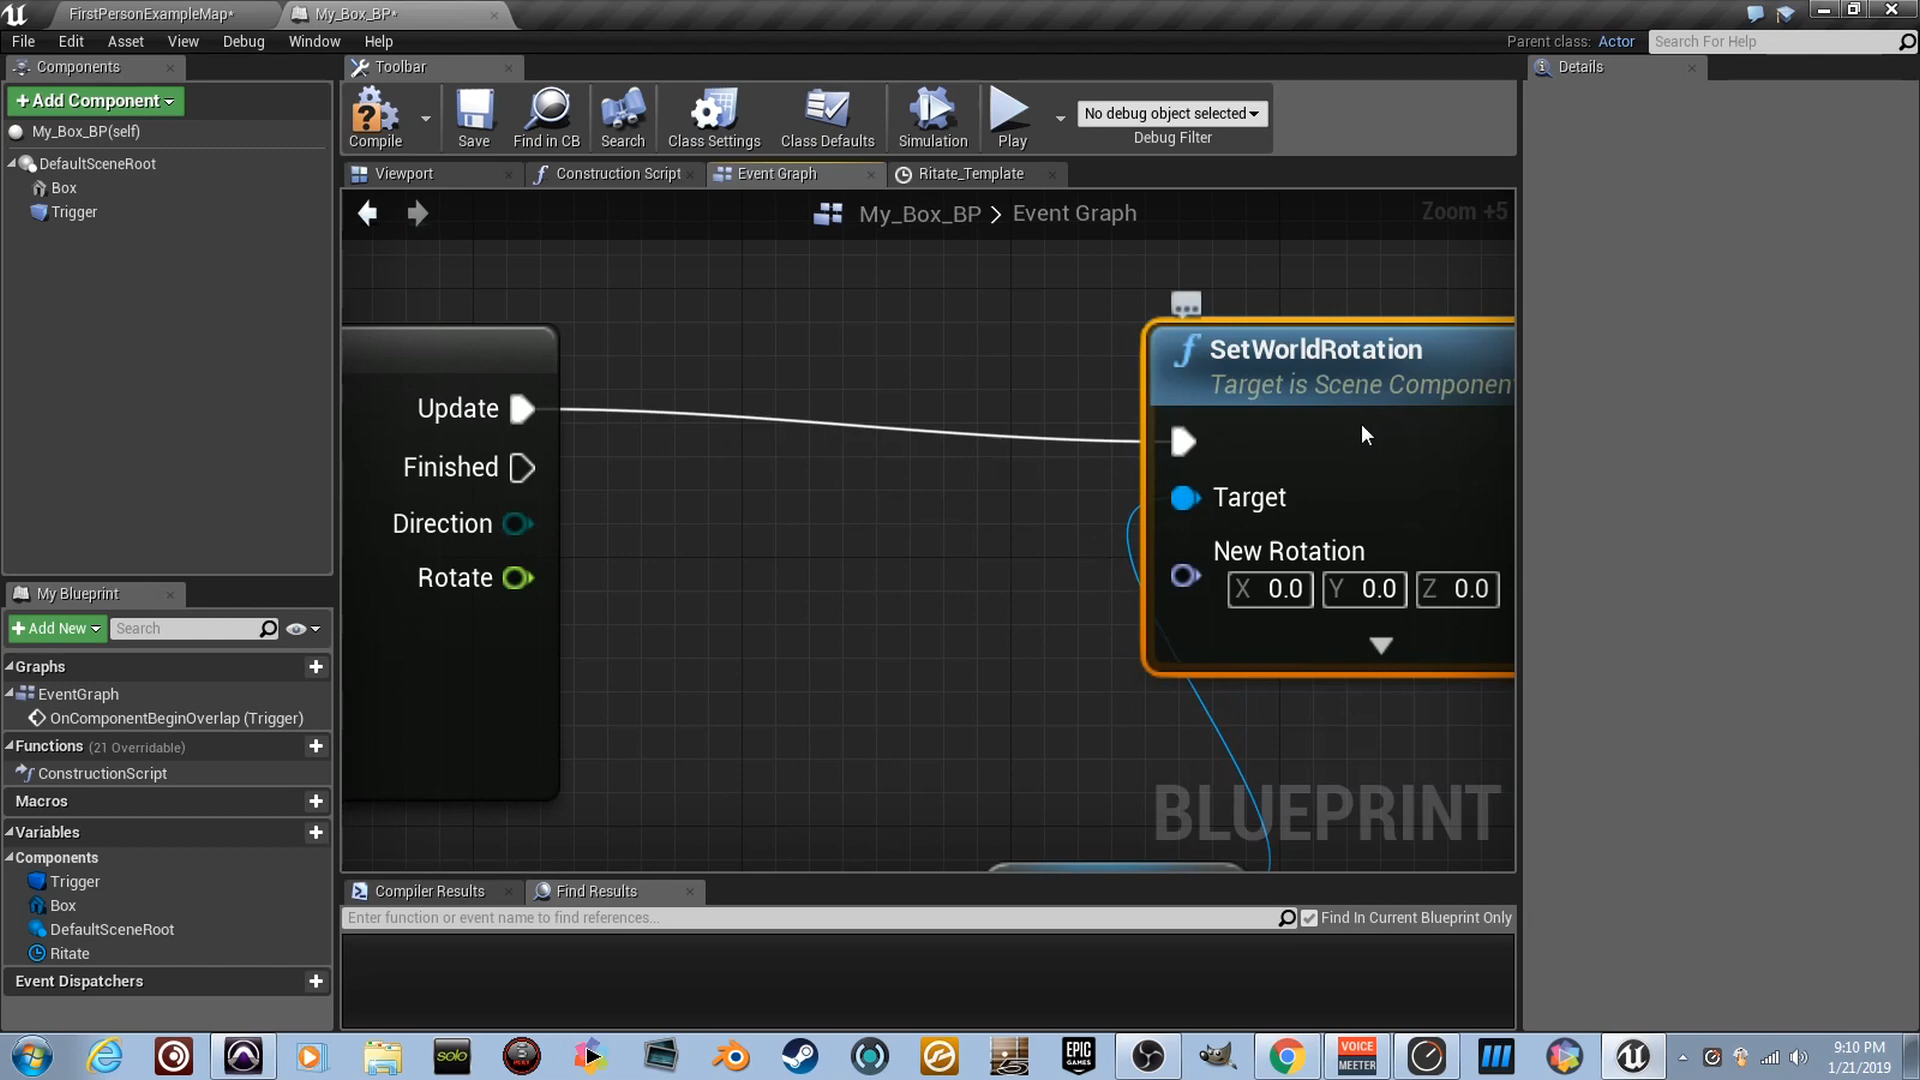 FirstPersonExampleMap*
My_Box_BP*
File Edit Asset View Debug Window Help
Parent class: Actor
Search For Help
Components
Toolbar
Details
+Add Component
Compile
Save
Find in CB
Search
Class Settings
Class Defaults
Simulation
Play
No debug object selected
Debug Filter
My_Box_BP(self)
DefaultSceneRoot
Box
Trigger
Viewport
Construction Script
Event Graph
Ritate_Template
My_Box_BP > Event Graph
Zoom +5
Update
Finished
Direction
Rotate
SetWorldRotation
Target is Scene Componen
Target
New Rotation
X 0.0 Y 0.0 Z 0.0
BLUEPRINT
My Blueprint
+Add New
Search
Graphs
EventGraph
OnComponentBeginOverlap (Trigger)
Functions (21 Overridable)
ConstructionScript
Macros
Variables
Components
Trigger
Box
DefaultSceneRoot
Ritate
Event Dispatchers
Compiler Results
Find Results
Enter function or event name to find references...
Find In Current Blueprint Only
solo
EPIC
GAMES
VOICE
MEETER
9:10 PM
1/21/2019